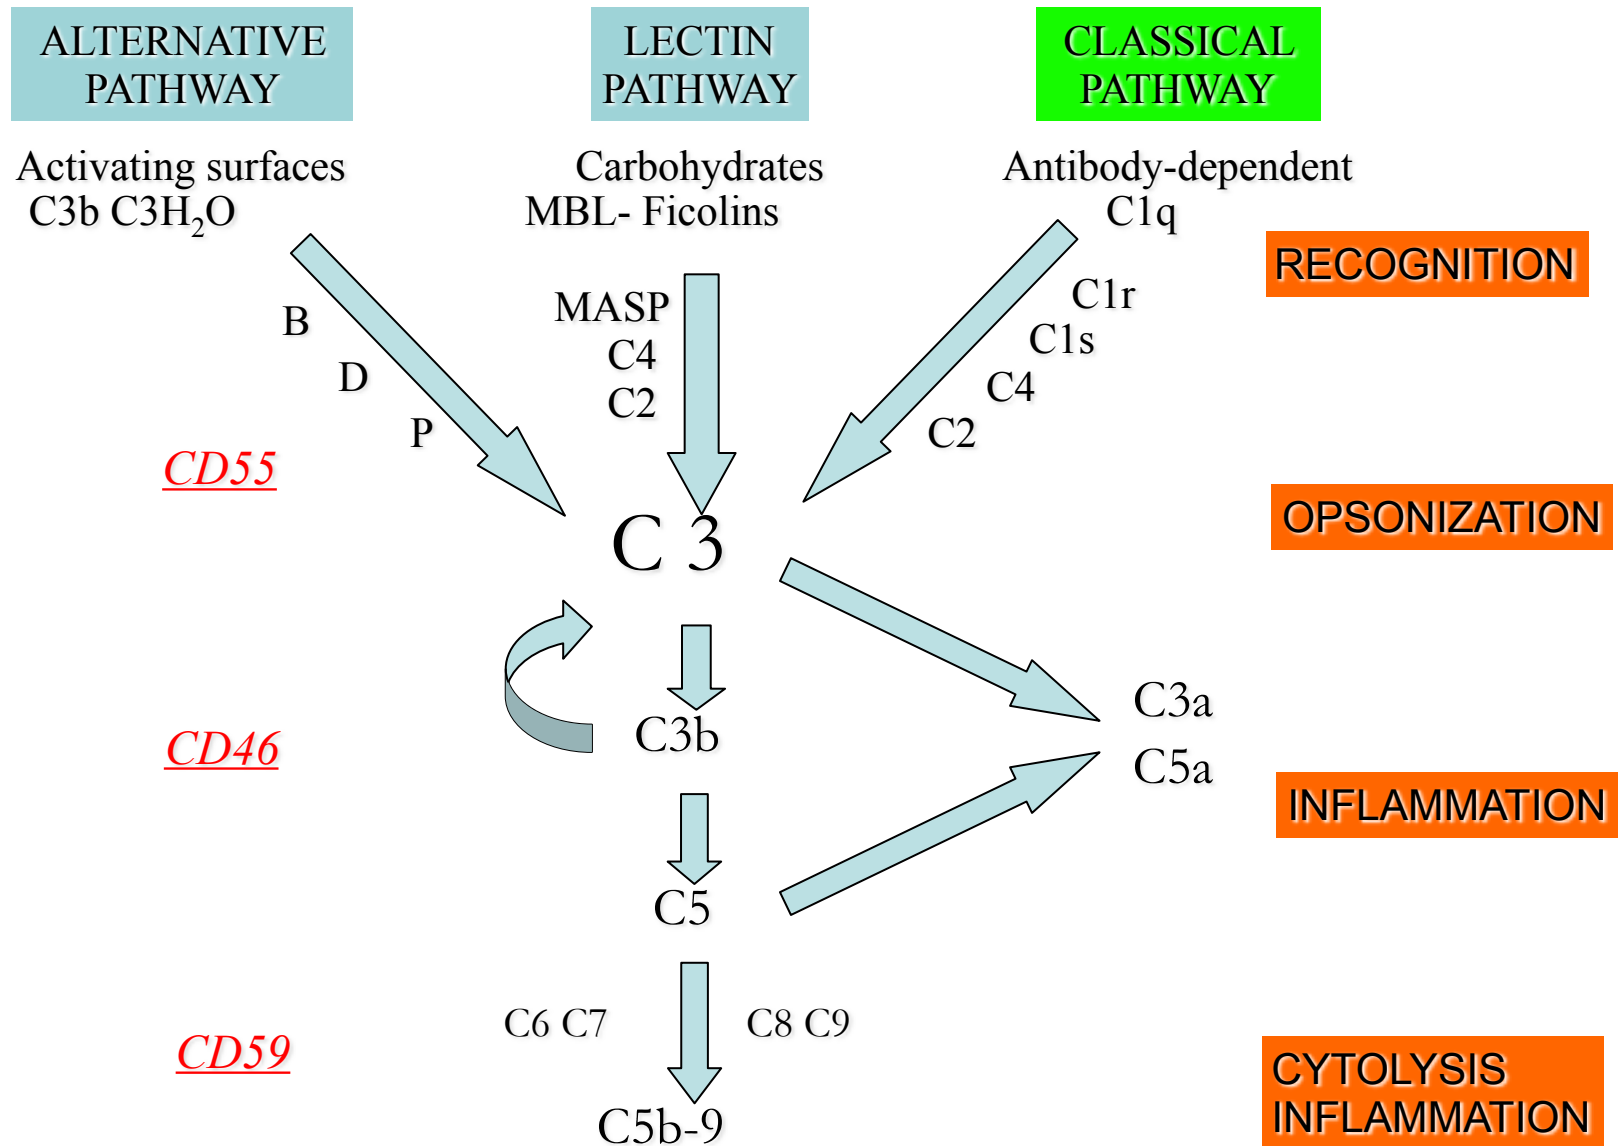 ALTERNATIVE
PATHWAY
LECTIN
PATHWAY
CLASSICAL
PATHWAY
Activating surfaces
C3b C3H₂O
Carbohydrates
MBL- Ficolins
Antibody-dependent
C1q
RECOGNITION
B
D
P
MASP
C4
C2
C1r
C1s
C4
C2
CD55
OPSONIZATION
C 3
C3b
C3a
C5a
CD46
INFLAMMATION
C5
C6 C7
C8 C9
CD59
C5b-9
CYTOLYSIS
INFLAMMATION